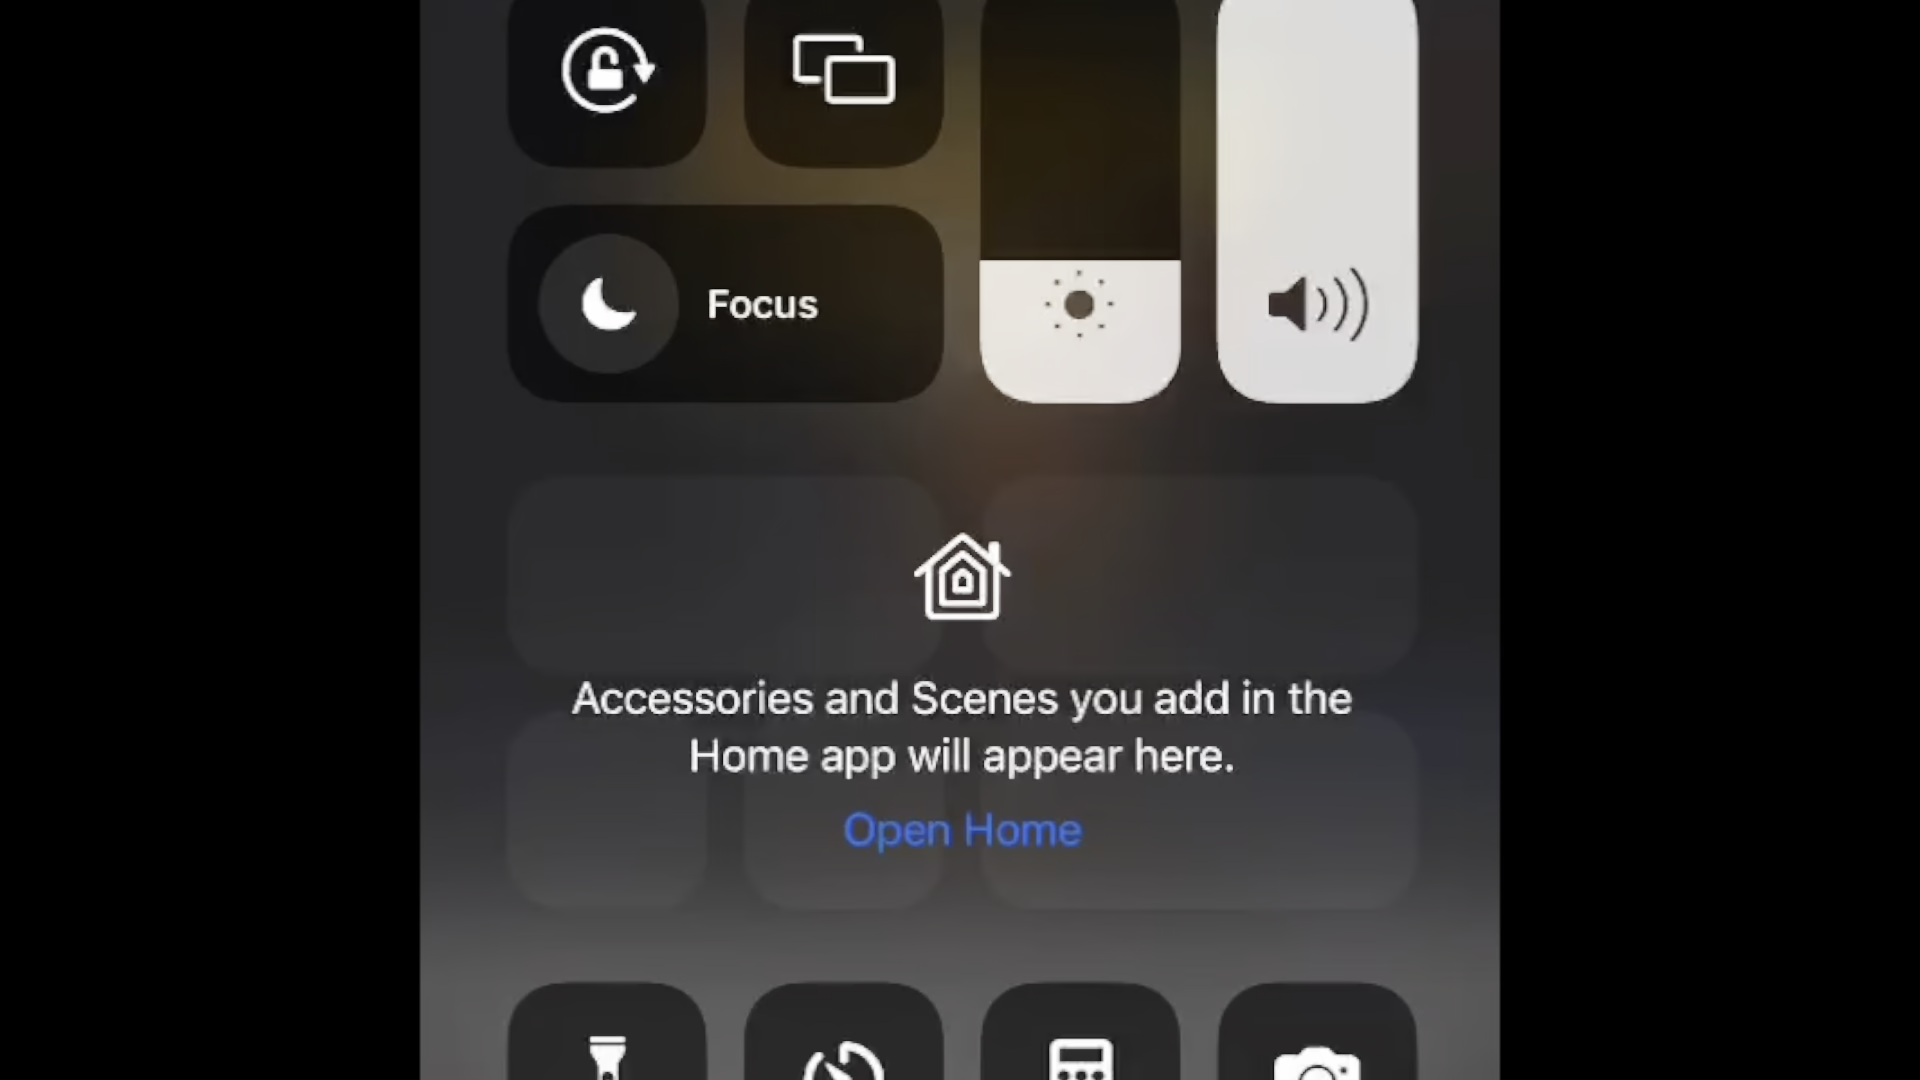 Focus
Accessories and Scenes you add in the
Home app will appear here.
Open Home